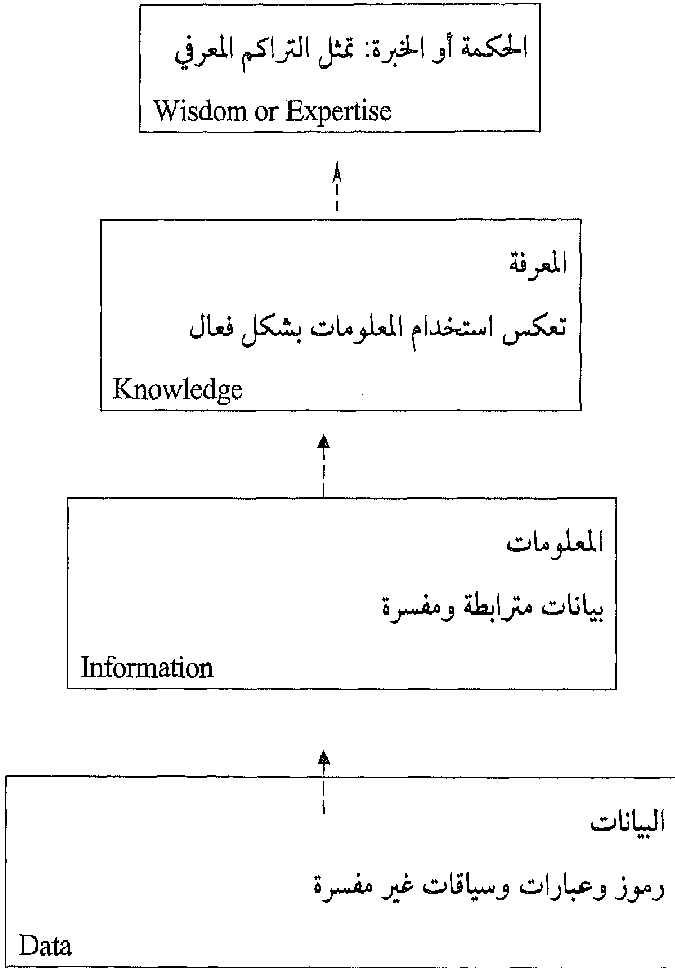 الحكمة أو الخبرة: تمثل التراكم المعرفي
Wisdom or Expertise
المعرفة
تعكس استخدام المعلومات بشكل فعال
Knowledge
المعلومات
بيانات مترابطة ومفسرة
Information
البيانات
رموز وعبارات وسياقات غير مفسرة
Data